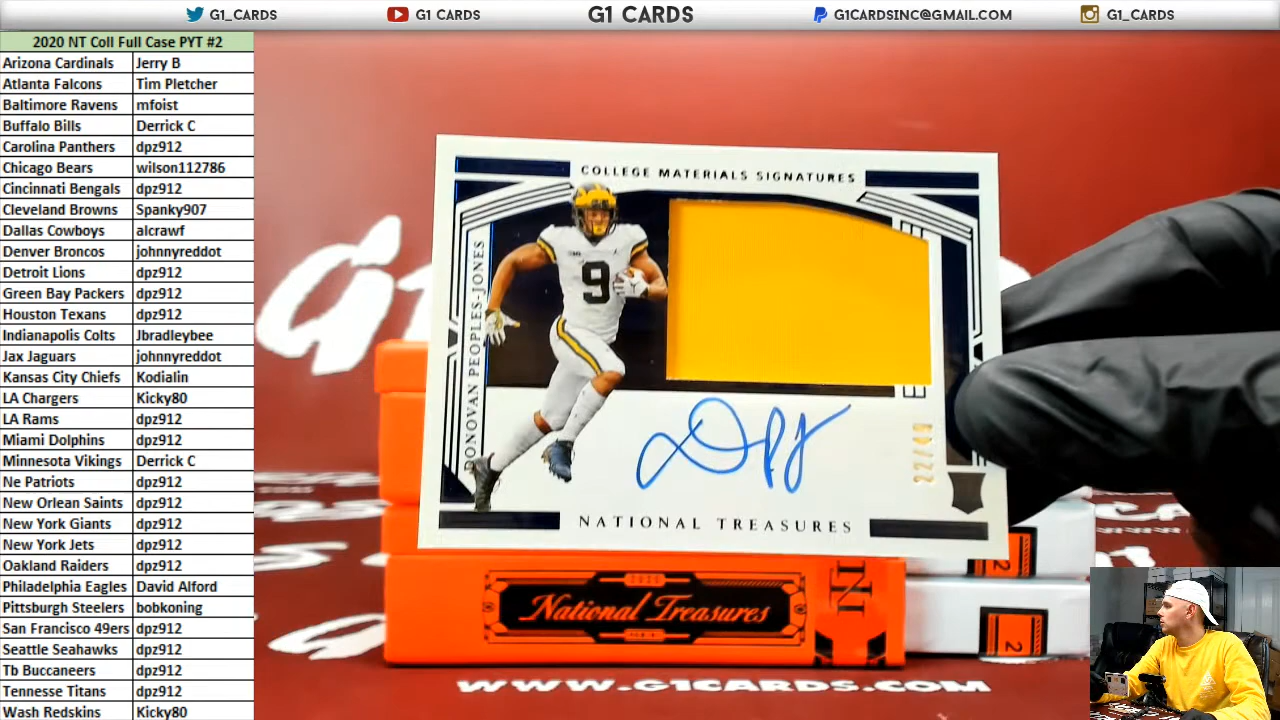 G1_CARDS
G1 CARDS
G1 CARDS
G1CARDSINC@GMAIL.COM
G1_CARDS
2020 NT Coll Full Case PYT #2
Arizona Cardinals Jerry B
Atlanta Falcons Tim Pletcher
Baltimore Ravens mfoist
Buffalo Bills Derrick C
Carolina Panthers dpz912
Chicago Bears wilson112786
Cincinnati Bengals dpz912
Cleveland Browns Spanky907
Dallas Cowboys alcrawf
Denver Broncos johnnyreddot
Detroit Lions dpz912
Green Bay Packers dpz912
Houston Texans dpz912
Indianapolis Colts Jbradleybee
Jax Jaguars johnnyreddot
Kansas City Chiefs Kodialin
LA Chargers Kicky80
LA Rams dpz912
Miami Dolphins dpz912
Minnesota Vikings Derrick C
Ne Patriots dpz912
New Orlean Saints dpz912
New York Giants dpz912
New York Jets dpz912
Oakland Raiders dpz912
Philadelphia Eagles David Alford
Pittsburgh Steelers bobkoning
San Francisco 49ers dpz912
Seattle Seahawks dpz912
Tb Buccaneers dpz912
Tennesse Titans dpz912
Wash Redskins Kicky80
COLLEGE MATERIALS SIGNATURES
DONOVAN PEOPLES-JONES
9
DPJ
NATIONAL TREASURES
National Treasures
2
2
WWW.G1CARDS.COM